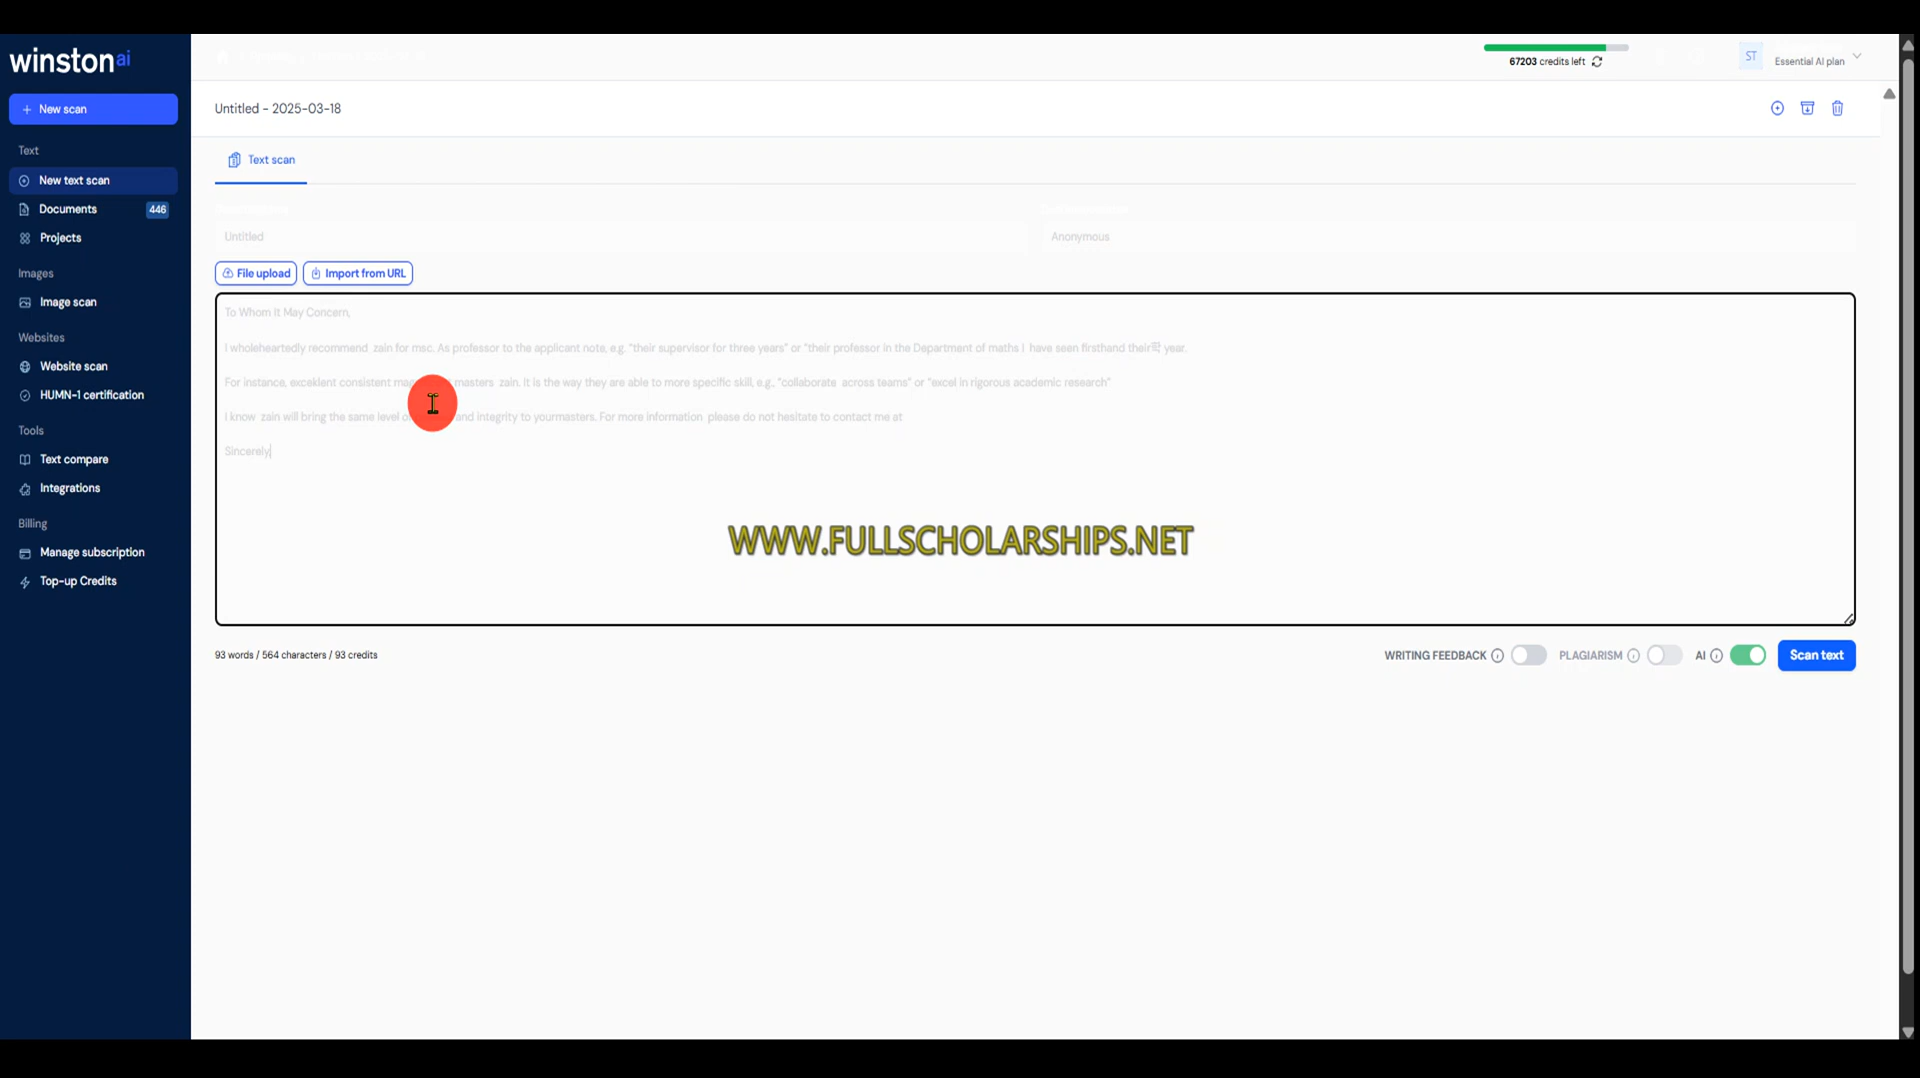 winston ai
67203 credits left
ST
Essential AI plan
New scan
Untitled - 2025-03-18
Text
Text scan
New text scan
Documents 446
Projects
Untitled
Anonymous
Images
File upload
Import from URL
Image scan
To Whom It May Concern,
Websites
I wholeheartedly recommend zain for msc. As professor to the applicant note, e.g. "their supervisor for three years" or "their professor in the Department of maths I have seen firsthand their year.
Website scan
For instance, exceklent consistent masters zain. It is the way they are able to more specific skill, e.g., "collaborate across teams" or "excel in rigorous academic research"
HUMN-1 certification
I know zain will bring the same level and integrity to yourmasters. For more information please do not hesitate to contact me at
Tools
Sincerely
Text compare
Integrations
Billing
WWW.FULLSCHOLARSHIPS.NET
Manage subscription
Top-up Credits
93 words / 564 characters / 93 credits
WRITING FEEDBACK
PLAGIARISM
AI
Scan text